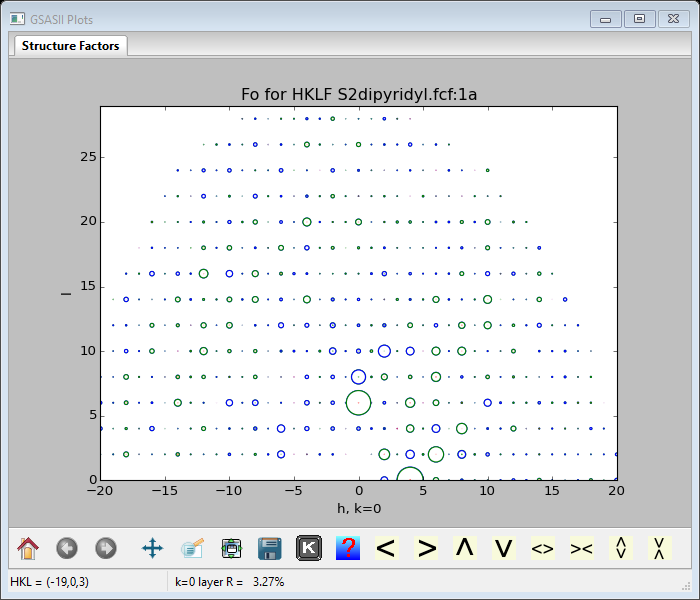 GSASII Plots
Structure Factors
Fo for HKLF S2dipyridyl.fcf:1a
25
20
15
10
5
0
l
−20 −15 −10 −5 0 5 10 15 20
h, k=0
K ? < > Λ V <> ><
HKL = (-19,0,3) k=0 layer R = 3.27%